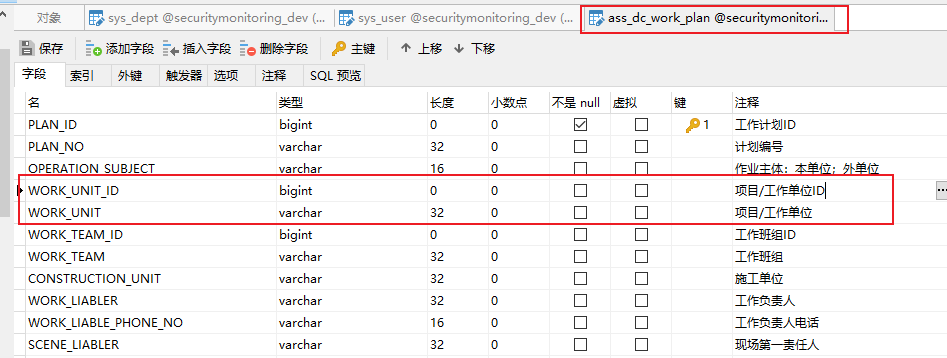 对象 sys_dept @securitymonitoring_dev (... sys_user @securitymonitoring_dev (... ass_dc_work_plan @securitymonitori...
保存 添加字段 插入字段 删除字段 主键 上移 下移
字段 索引 外键 触发器 选项 注释 SQL 预览
名 类型 长度 小数点 不是 null 虚拟 键 注释
PLAN_ID bigint 0 0 1 工作计划ID
PLAN_NO varchar 32 0 计划编号
OPERATION_SUBJECT varchar 16 0 作业主体：本单位；外单位
WORK_UNIT_ID bigint 0 0 项目/工作单位ID ...
WORK_UNIT varchar 32 0 项目/工作单位
WORK_TEAM_ID bigint 0 0 工作班组ID
WORK_TEAM varchar 32 0 工作班组
CONSTRUCTION_UNIT varchar 32 0 施工单位
WORK_LIABLER varchar 32 0 工作负责人
WORK_LIABLE_PHONE_NO varchar 16 0 工作负责人电话
SCENE_LIABLER varchar 32 0 现场第一责任人